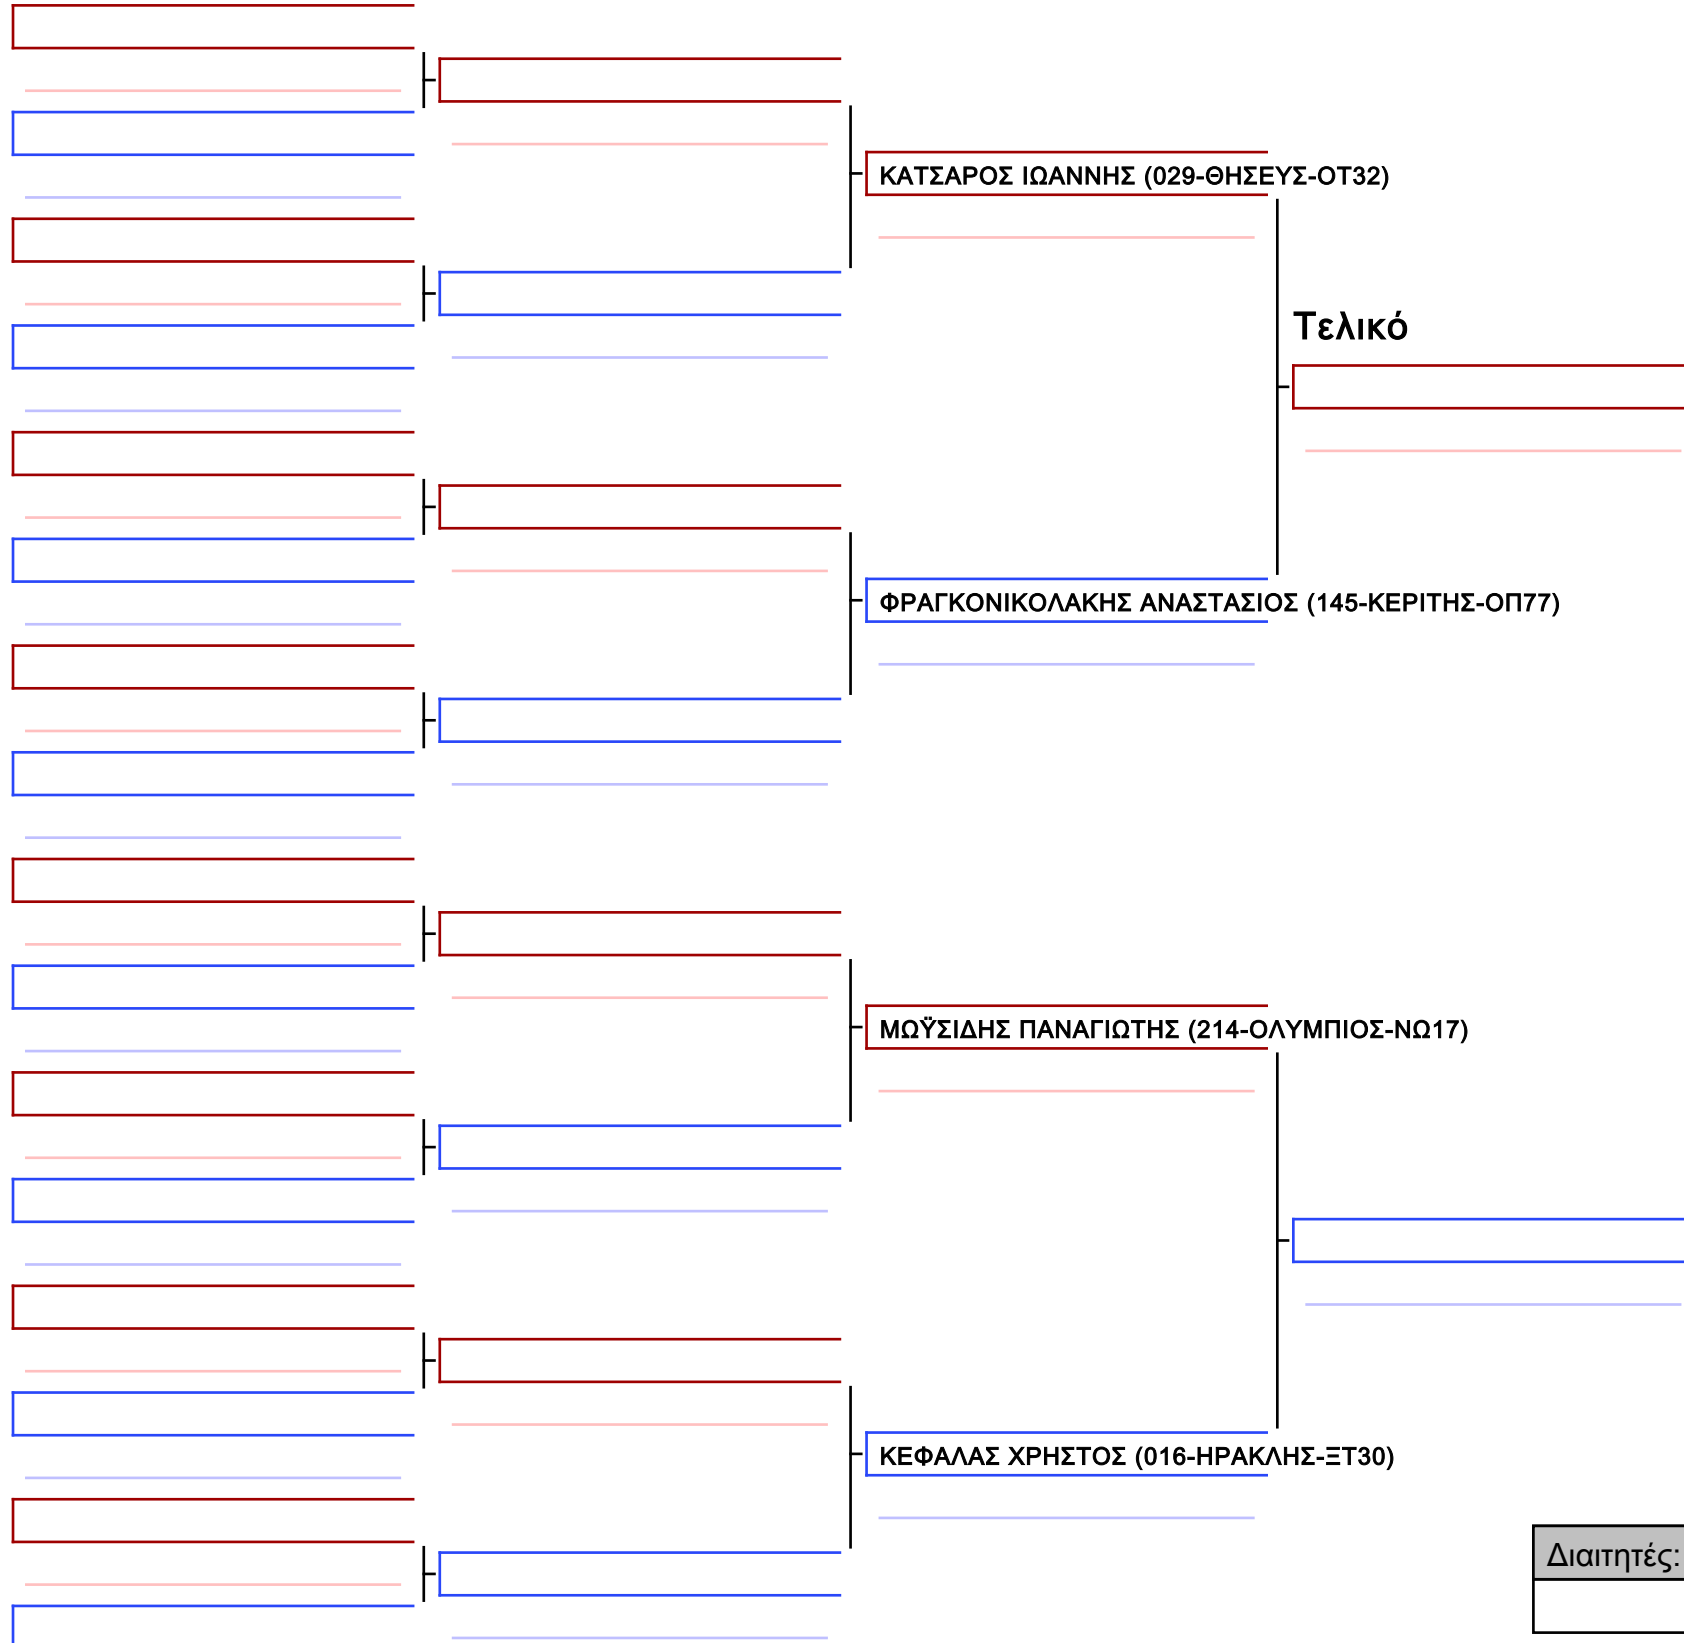 ΚΑΤΣΑΡΟΣ ΙΩΑΝΝΗΣ (029-ΘΗΣΕΥΣ-ΟΤ32)
Τελικό
ΦΡΑΓΚΟΝΙΚΟΛΑΚΗΣ ΑΝΑΣΤΑΣΙΟΣ (145-ΚΕΡΙΤΗΣ-ΟΠ77)
ΜΩΫΣΙΔΗΣ ΠΑΝΑΓΙΩΤΗΣ (214-ΟΛΥΜΠΙΟΣ-ΝΩ17)
ΚΕΦΑΛΑΣ ΧΡΗΣΤΟΣ (016-ΗΡΑΚΛΗΣ-ΞΤ30)
Διαιτητές: